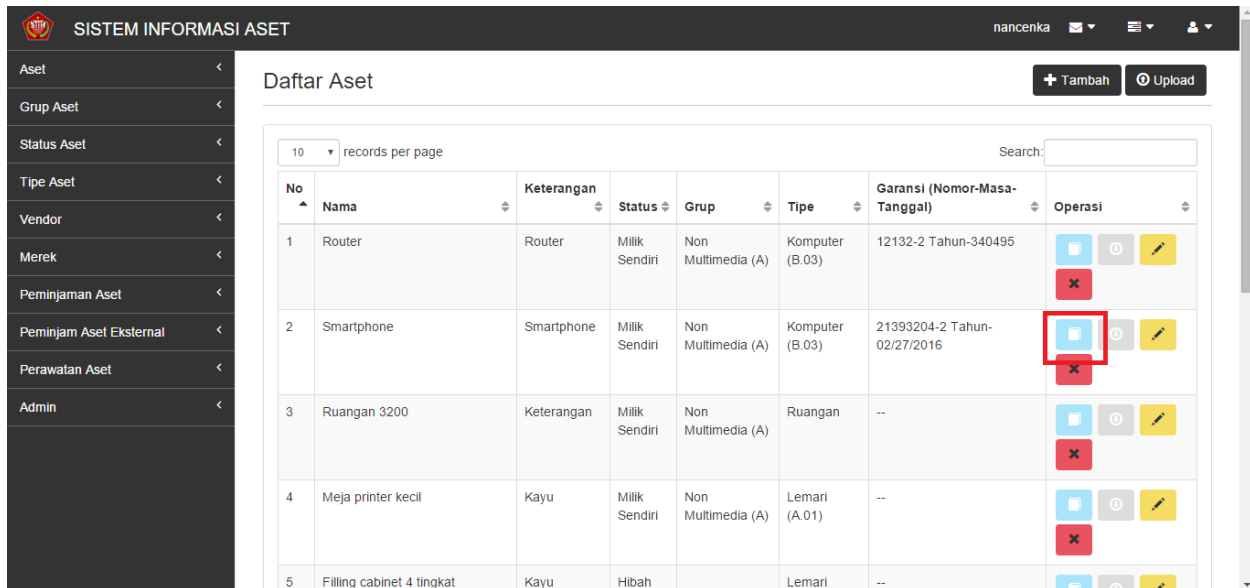 SISTEM INFORMASI ASET
nancenka
Aset
Grup Aset
Status Aset
Tipe Aset
Vendor
Merek
Peminjaman Aset
Peminjam Aset Eksternal
Perawatan Aset
Admin
Daftar Aset
Tambah
Upload
10 records per page
Search:
No Nama Keterangan Status Grup Tipe Garansi (Nomor-Masa-
Tanggal) Operasi
1 Router Router Milik Non Komputer 12132-2 Tahun-340495
Sendiri Multimedia (A) (B.03)
2 Smartphone Smartphone Milik Non Komputer 21393204-2 Tahun-
Sendiri Multimedia (A) (B.03) 02/27/2016
3 Ruangan 3200 Keterangan Milik Non Ruangan --
Sendiri Multimedia (A)
4 Meja printer kecil Kayu Milik Non Lemari --
Sendiri Multimedia (A) (A.01)
5 Filling cabinet 4 tingkat Kayu Hibah Lemari --